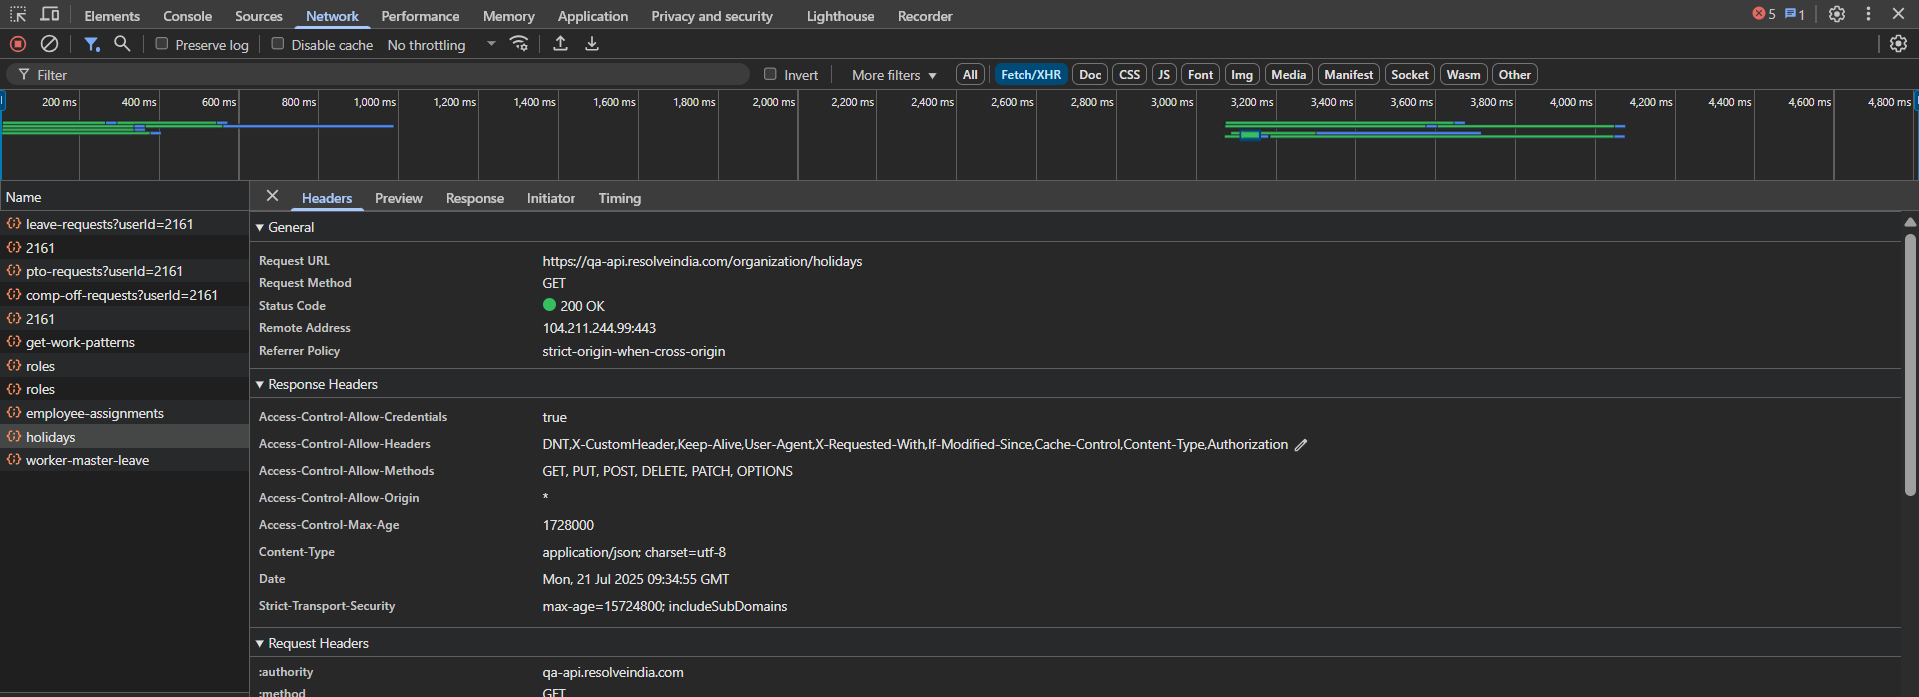 Elements Console Sources Network Performance Memory Application Privacy and security Lighthouse Recorder 5 1
Preserve log Disable cache No throttling
Filter Invert More filters All Fetch/XHR Doc CSS JS Font Img Media Manifest Socket Wasm Other
200 ms 400 ms 600 ms 800 ms 1,000 ms 1,200 ms 1,400 ms 1,600 ms 1,800 ms 2,000 ms 2,200 ms 2,400 ms 2,600 ms 2,800 ms 3,000 ms 3,200 ms 3,400 ms 3,600 ms 3,800 ms 4,000 ms 4,200 ms 4,400 ms 4,600 ms 4,800 ms
Name
leave-requests?userId=2161
2161
pto-requests?userId=2161
comp-off-requests?userId=2161
2161
get-work-patterns
roles
roles
employee-assignments
holidays
worker-master-leave
Headers Preview Response Initiator Timing
General
Request URL https://qa-api.resolveindia.com/organization/holidays
Request Method GET
Status Code 200 OK
Remote Address 104.211.244.99:443
Referrer Policy strict-origin-when-cross-origin
Response Headers
Access-Control-Allow-Credentials true
Access-Control-Allow-Headers DNT,X-CustomHeader,Keep-Alive,User-Agent,X-Requested-With,If-Modified-Since,Cache-Control,Content-Type,Authorization
Access-Control-Allow-Methods GET, PUT, POST, DELETE, PATCH, OPTIONS
Access-Control-Allow-Origin *
Access-Control-Max-Age 1728000
Content-Type application/json; charset=utf-8
Date Mon, 21 Jul 2025 09:34:55 GMT
Strict-Transport-Security max-age=15724800; includeSubDomains
Request Headers
:authority qa-api.resolveindia.com
:method GET